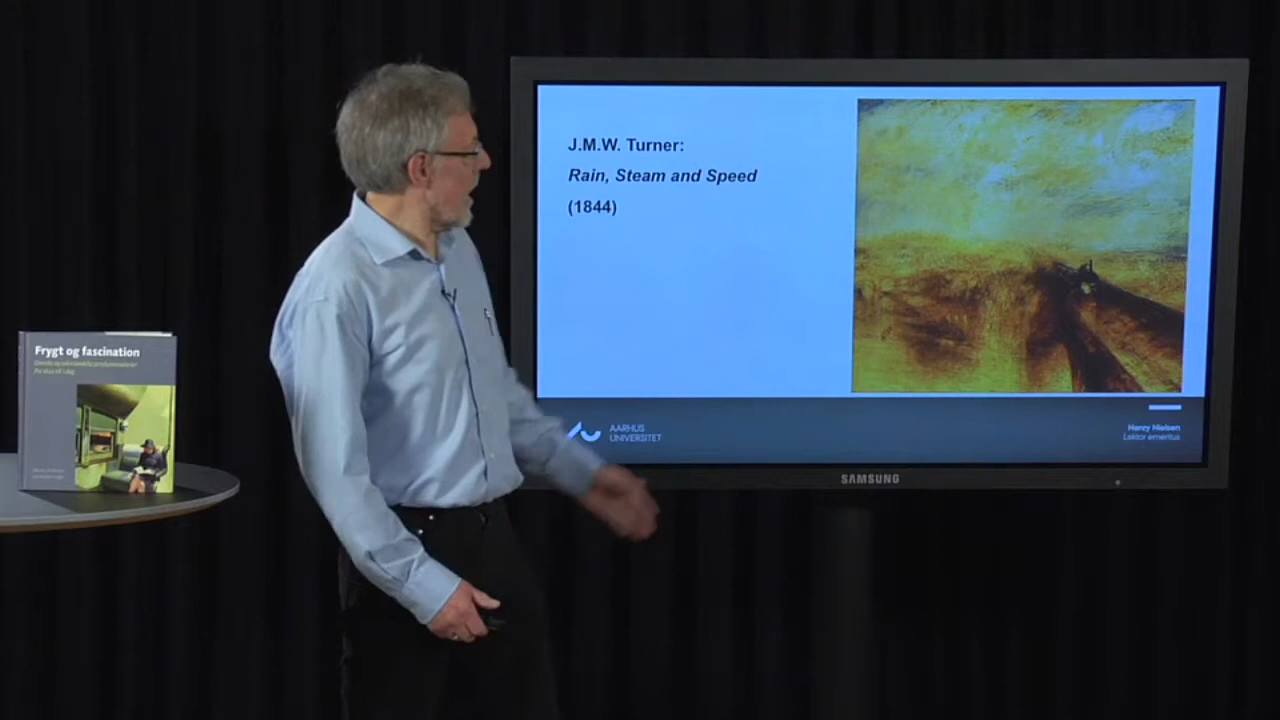 Frygt og fascination
J.M.W. Turner:
Rain, Steam and Speed
(1844)
AARHUS
UNIVERSITET
Henry Nielsen
Lektor emeritus
SAMSUNG